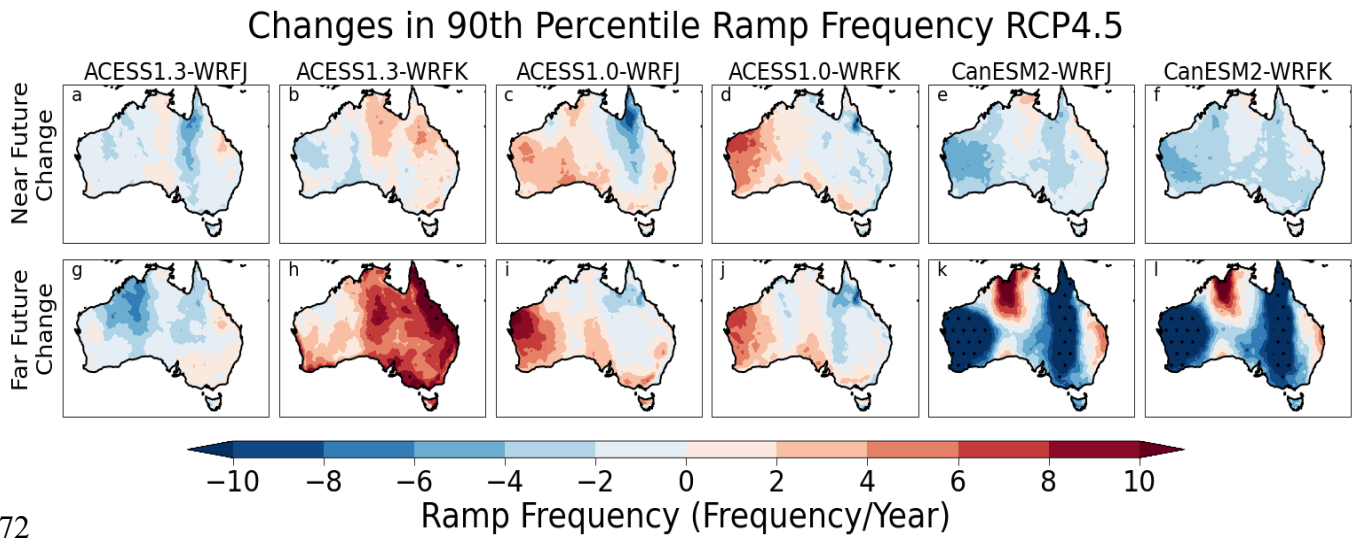 Changes in 90th Percentile Ramp Frequency RCP4.5
ACESS1.3-WRFJ ACESS1.3-WRFK ACESS1.0-WRFJ ACESS1.0-WRFK CanESM2-WRFJ CanESM2-WRFK
Near Future
Change
a b c d e f
Far Future
Change
g h i j k l
−10 −8 −6 −4 −2 0 2 4 6 8 10
Ramp Frequency (Frequency/Year)
72